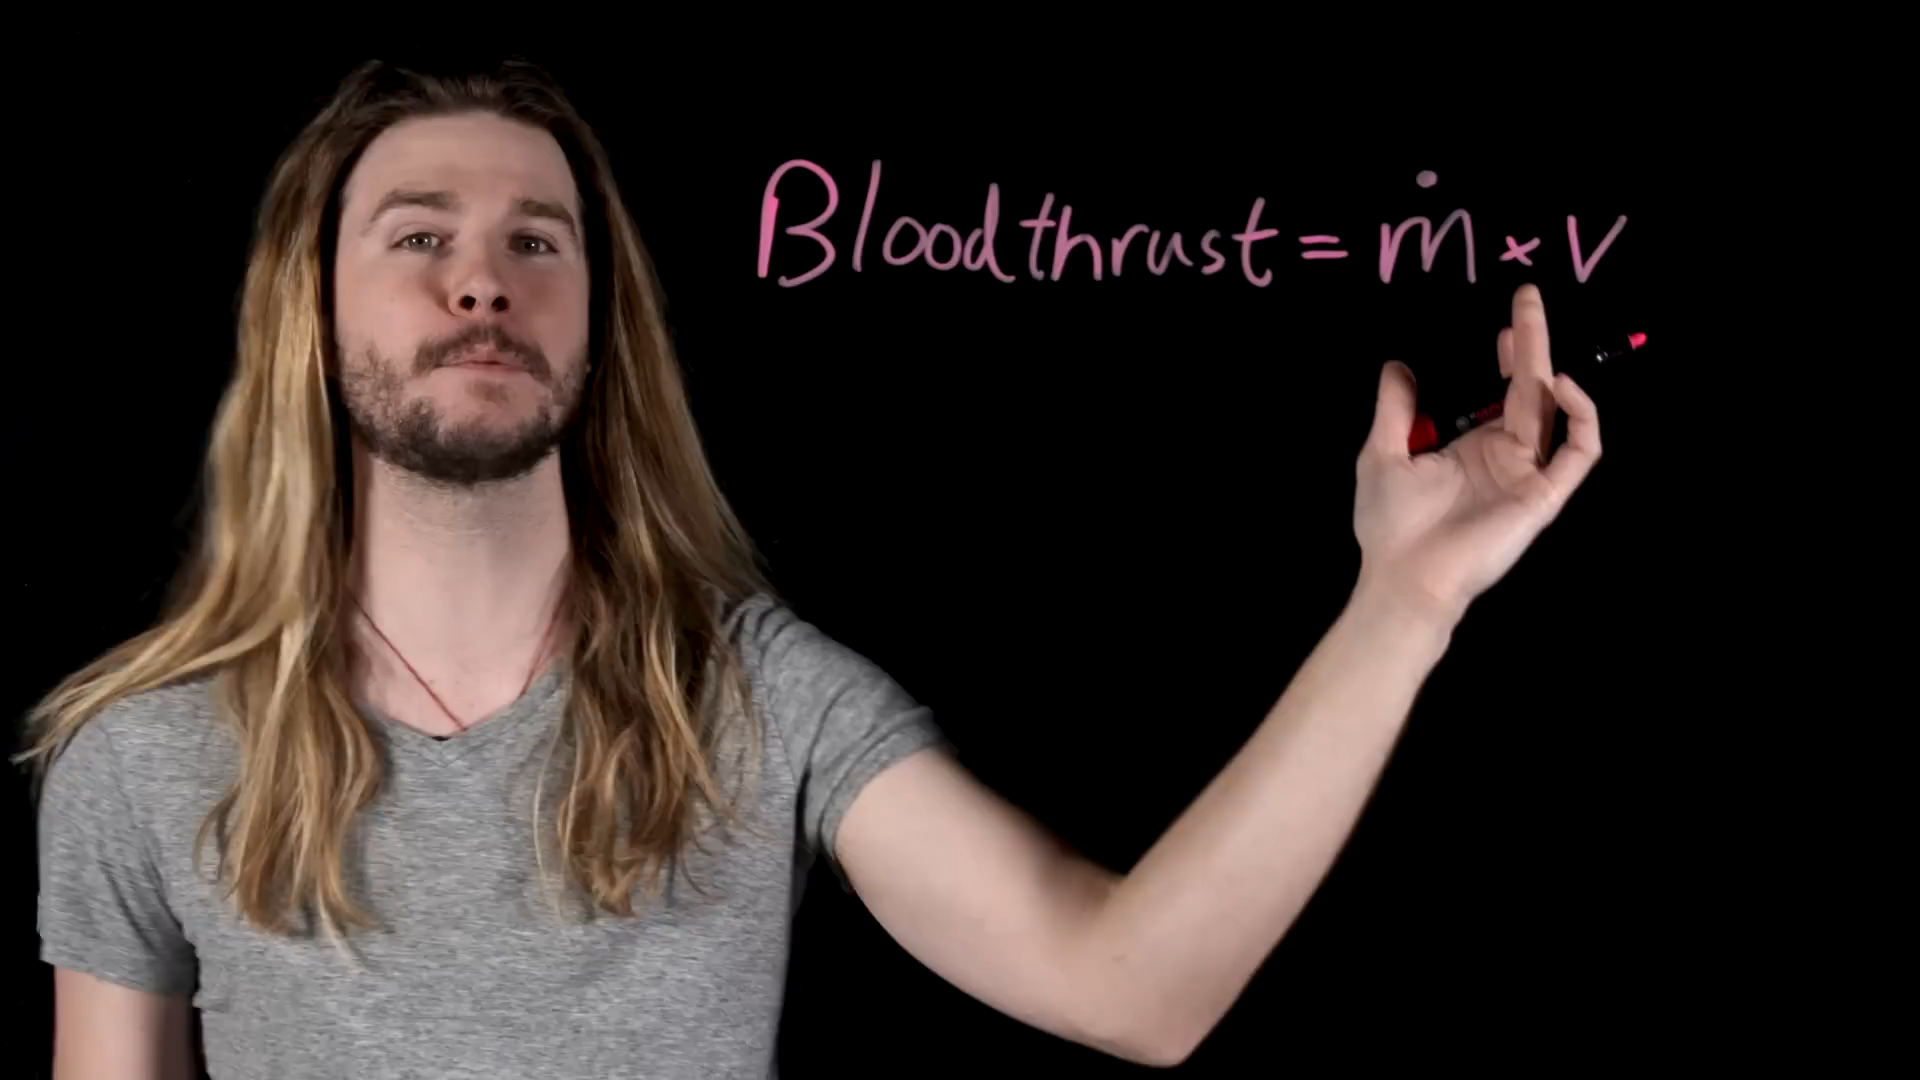 Bloodthrust = ṁ × v